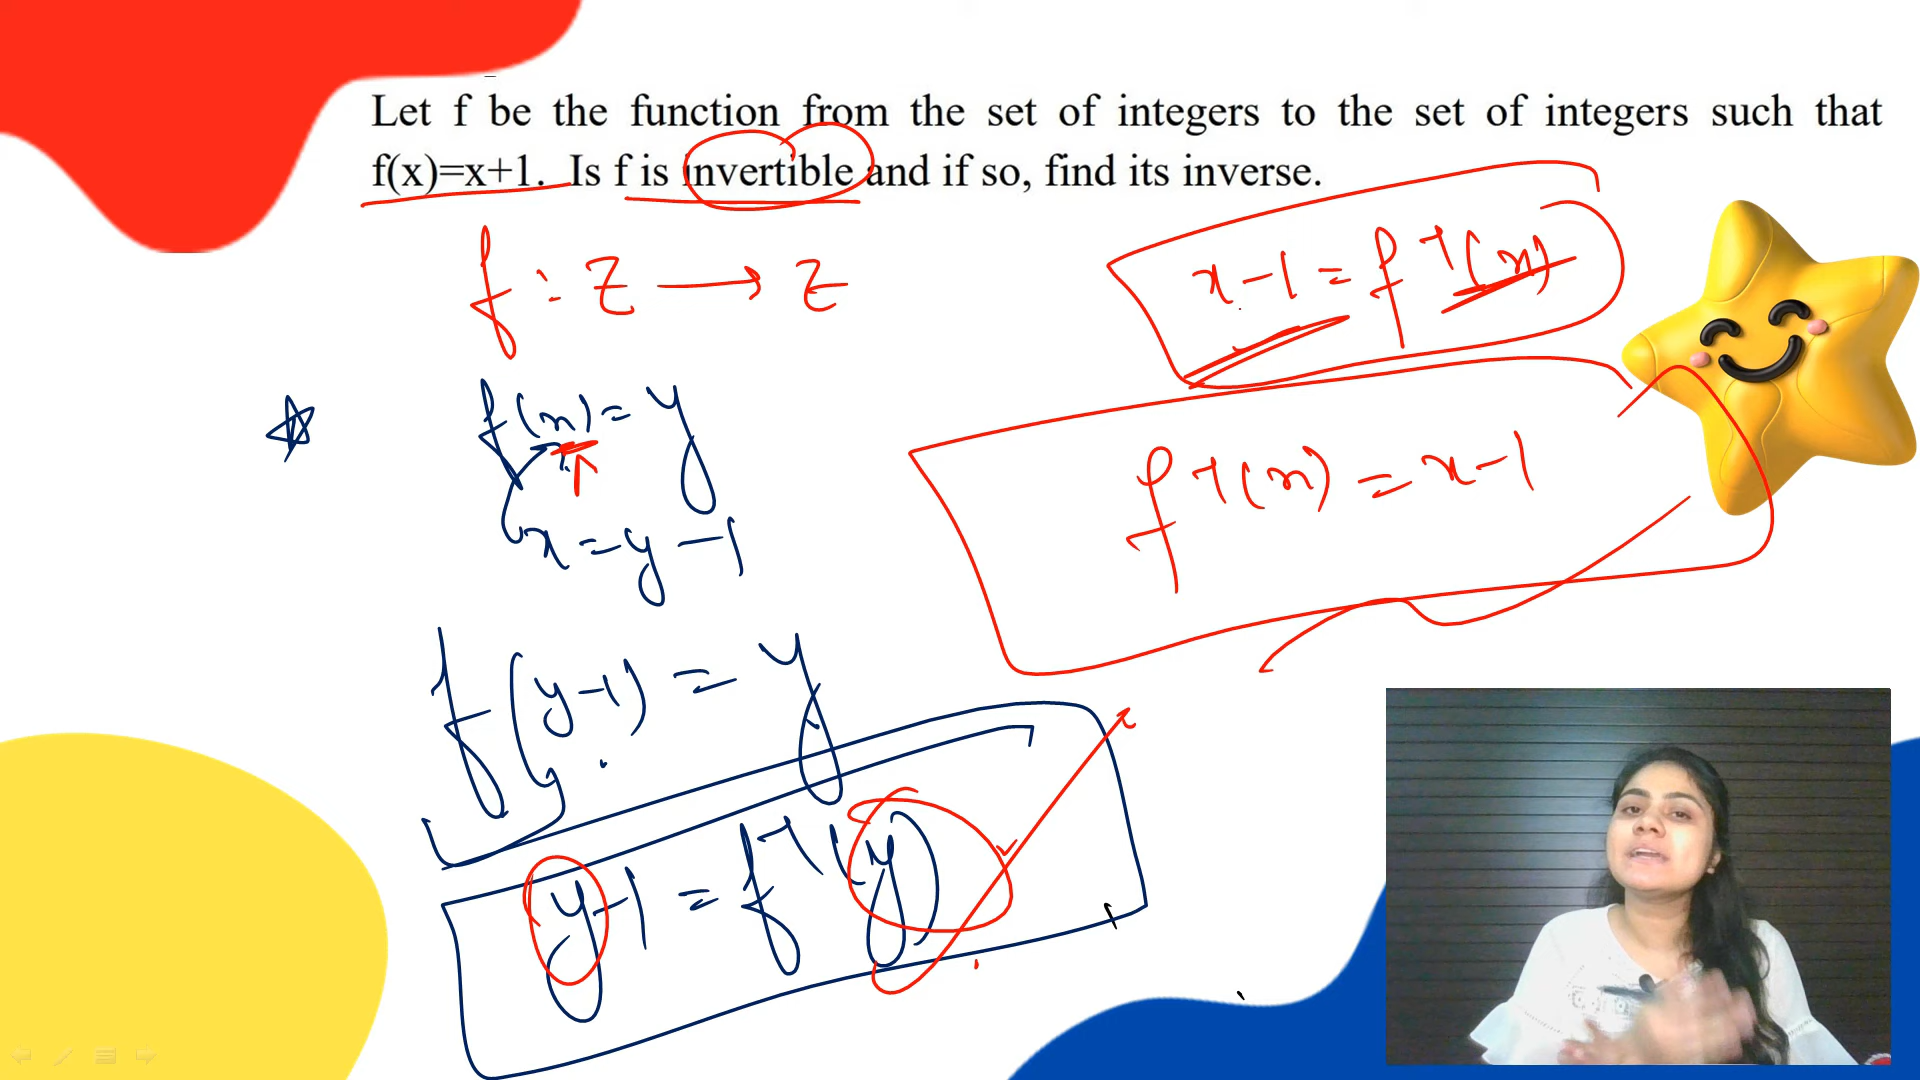 Let f be the function from the set of integers to the set of integers such that
f(x)=x+1. Is f is invertible and if so, find its inverse.
f : Z → Z
x-1 = f⁻¹(x)
f(x) = y
x = y - 1
f⁻¹(x) = x-1
f(y-1) = y
y-1 = f⁻¹(y)